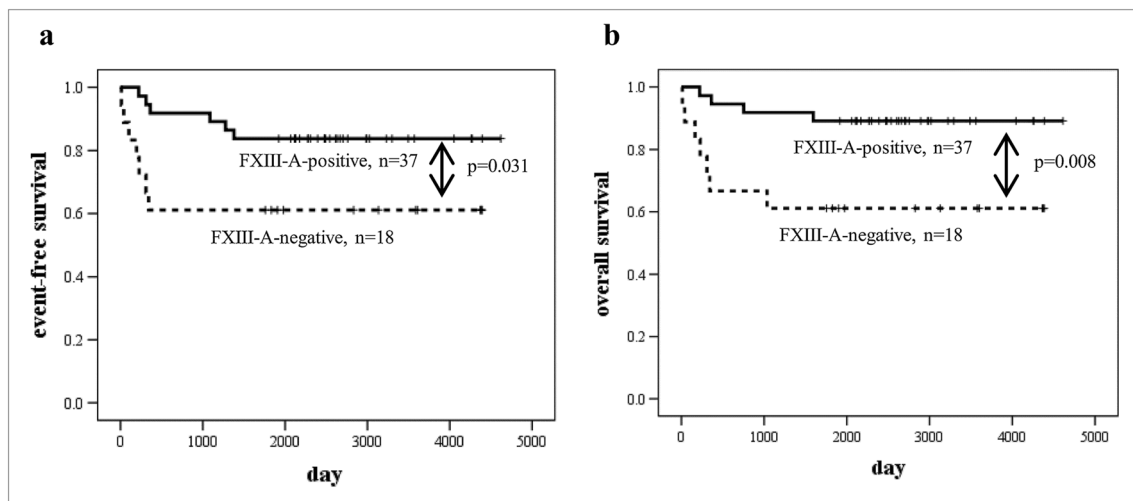 a
event-free survival
1.0
0.8
0.6
0.4
0.2
0.0
FXIII-A-positive, n=37
p=0.031
FXIII-A-negative, n=18
0 1000 2000 3000 4000 5000
day
b
overall survival
1.0
0.8
0.6
0.4
0.2
0.0
FXIII-A-positive, n=37
p=0.008
FXIII-A-negative, n=18
0 1000 2000 3000 4000 5000
day